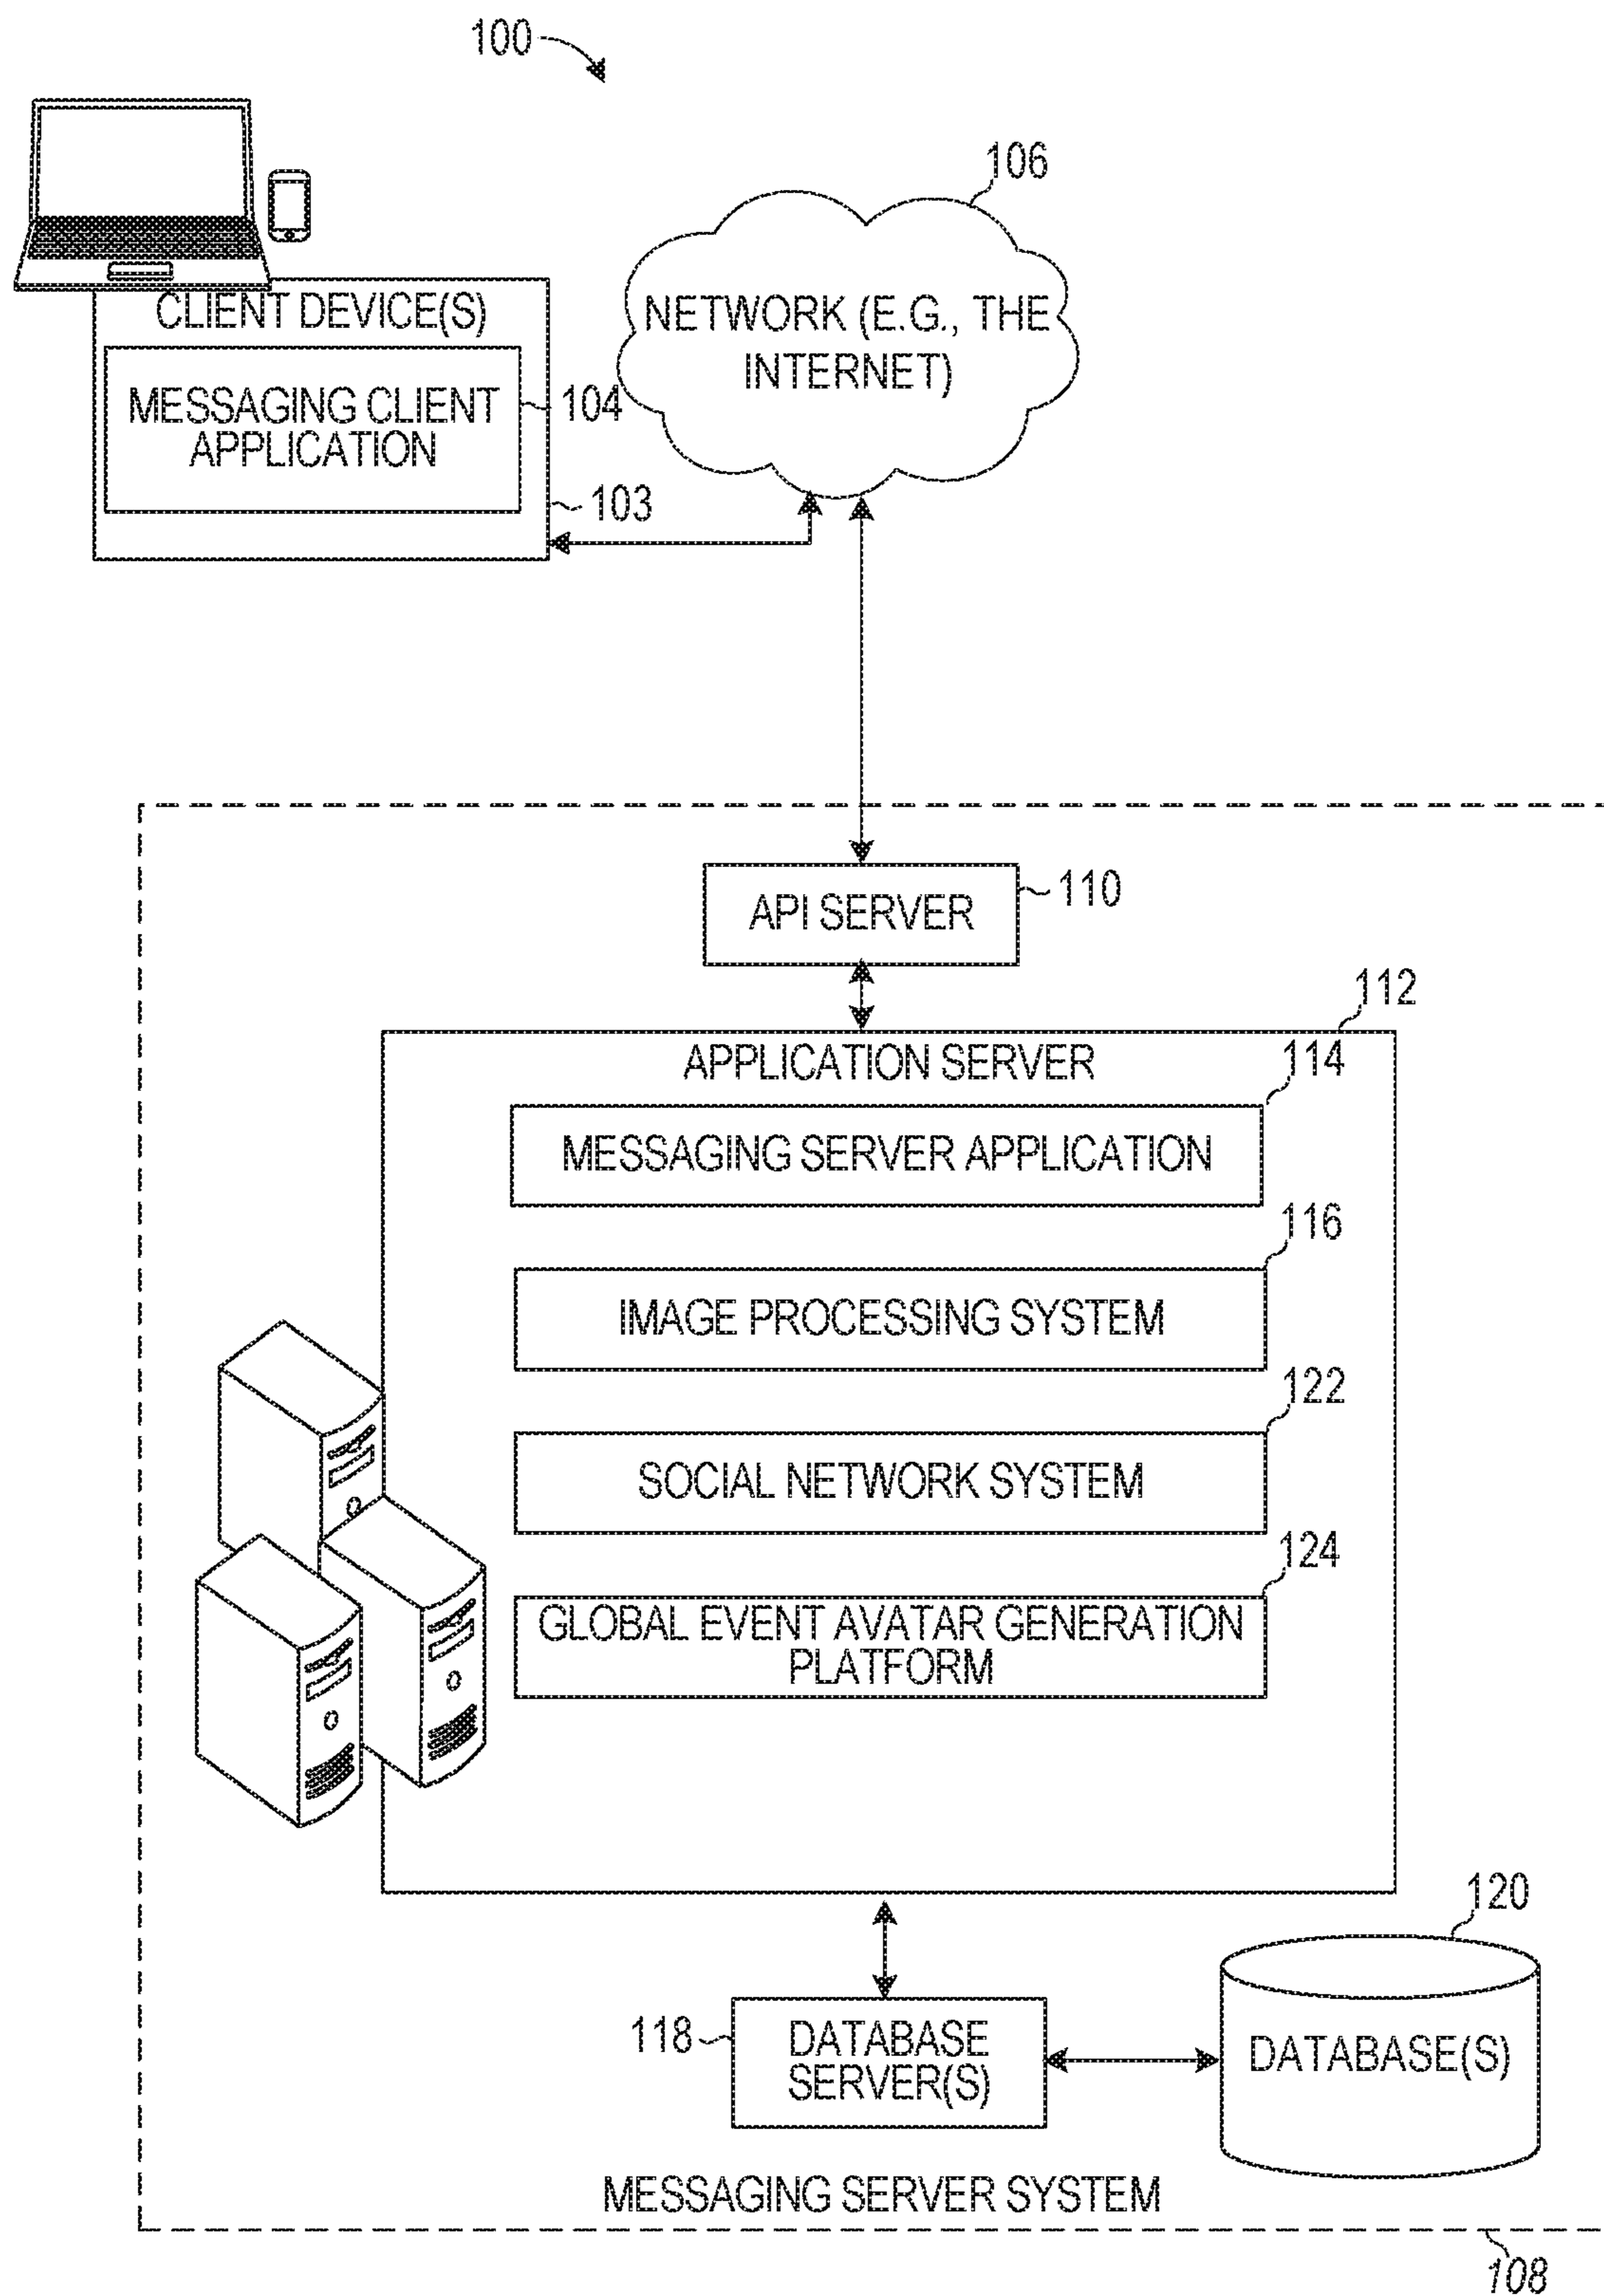 100
106
NETWORK (E.G., THE
INTERNET)
CLIENT DEVICE(S)
MESSAGING CLIENT
APPLICATION
104
103
API SERVER
110
112
APPLICATION SERVER
114
MESSAGING SERVER APPLICATION
116
IMAGE PROCESSING SYSTEM
122
SOCIAL NETWORK SYSTEM
124
GLOBAL EVENT AVATAR GENERATION
PLATFORM
120
118
DATABASE
SERVER(S)
DATABASE(S)
MESSAGING SERVER SYSTEM
108